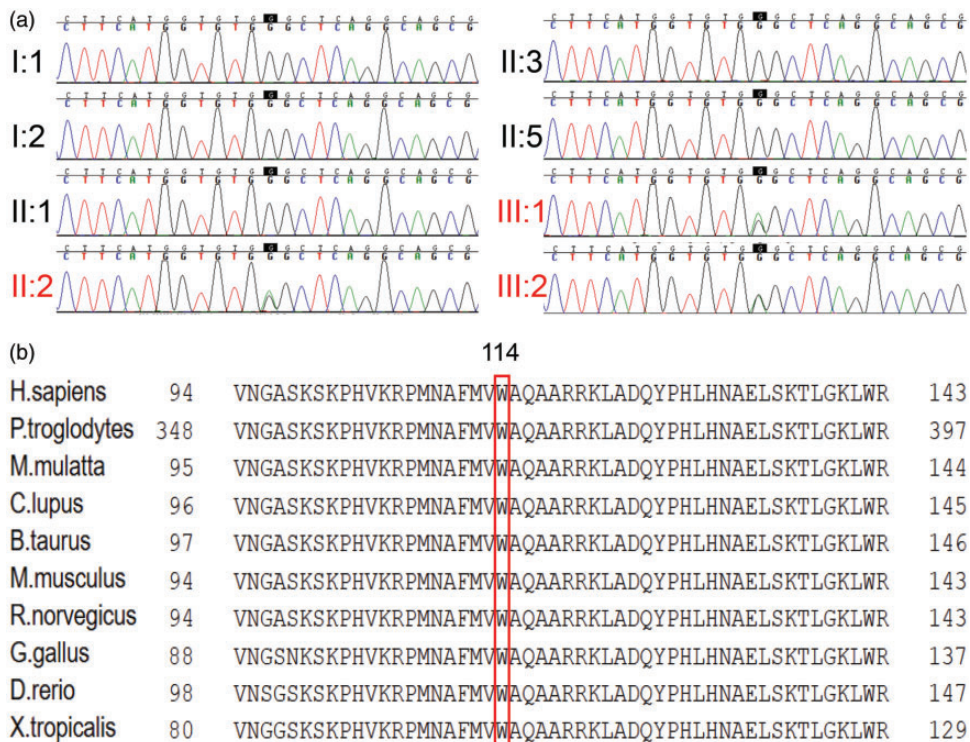 (a)
C T T C A T G G T G T G G G C T C A G G C A G C G
C T T C A T G G T G T G G G C T C A G G C A G C G
I:1
C T T C A T G G T G T G G G C T C A G G C A G C G
C T T C A T G G T G T G G G C T C A G G C A G C G
I:2
C T T C A T G G T G T G G G C T C A G G C A G C G
C T T C A T G G T G T G G G C T C A G G C A G C G
II:1
C T T C A T G G T G T G G G C T C A G G C A G C G
C T T C A T G G T G T G G G C T C A G G C A G C G
II:2
C T T C A T G G T G T G G G C T C A G G C A G C G
C T T C A T G G T G T G G G C T C A G G C A G C G
II:3
C T T C A T G G T G T G G G C T C A G G C A G C G
C T T C A T G G T G T G G G C T C A G G C A G C G
II:5
C T T C A T G G T G T G G G C T C A G G C A G C G
C T T C A T G G T G T G G G C T C A G G C A G C G
III:1
C T T C A T G G T G T G G G C T C A G G C A G C G
C T T C A T G G T G T G G G C T C A G G C A G C G
III:2
(b)
114
H.sapiens 94 VNGASKSKPHVKRPMNAFMVWAQAARRKLADQYPHLHNAELSKTLGKLWR 143
P.troglodytes 348 VNGASKSKPHVKRPMNAFMVWAQAARRKLADQYPHLHNAELSKTLGKLWR 397
M.mulatta 95 VNGASKSKPHVKRPMNAFMVWAQAARRKLADQYPHLHNAELSKTLGKLWR 144
C.lupus 96 VNGASKSKPHVKRPMNAFMVWAQAARRKLADQYPHLHNAELSKTLGKLWR 145
B.taurus 97 VNGASKSKPHVKRPMNAFMVWAQAARRKLADQYPHLHNAELSKTLGKLWR 146
M.musculus 94 VNGASKSKPHVKRPMNAFMVWAQAARRKLADQYPHLHNAELSKTLGKLWR 143
R.norvegicus 94 VNGASKSKPHVKRPMNAFMVWAQAARRKLADQYPHLHNAELSKTLGKLWR 143
G.gallus 88 VNGSNKSKPHVKRPMNAFMVWAQAARRKLADQYPHLHNAELSKTLGKLWR 137
D.rerio 98 VNSGSKSKPHVKRPMNAFMVWAQAARRKLADQYPHLHNAELSKTLGKLWR 147
X.tropicalis 80 VNGGSKSKPHVKRPMNAFMVWAQAARRKLADQYPHLHNAELSKTLGKLWR 129